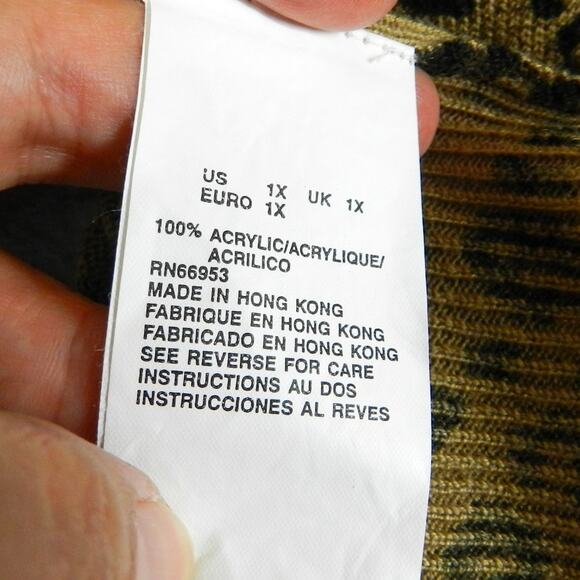 US 1X UK 1X
EURO 1X
100% ACRYLIC/ACRYLIQUE/
ACRILICO
RN66953
MADE IN HONG KONG
FABRIQUE EN HONG KONG
FABRICADO EN HONG KONG
SEE REVERSE FOR CARE
INSTRUCTIONS AU DOS
INSTRUCCIONES AL REVES